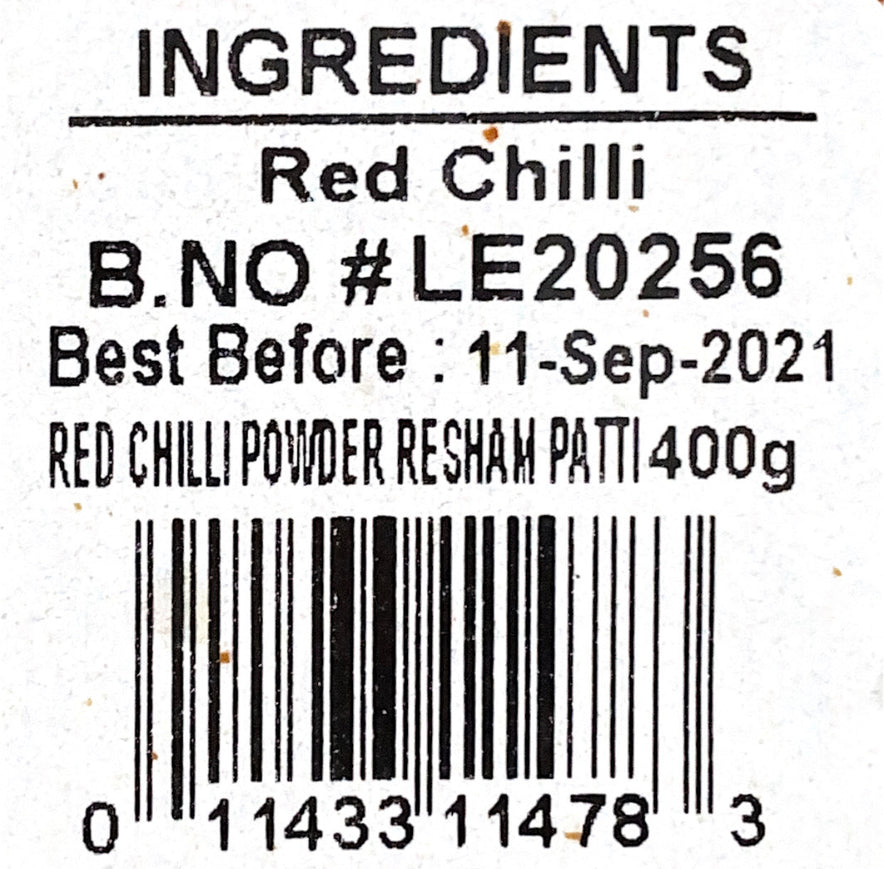 INGREDIENTS
Red Chilli
B.NO #LE20256
Best Before : 11-Sep-2021
RED CHILLI POWDER RESHAM PATTI 400g
0 11433 11478 3